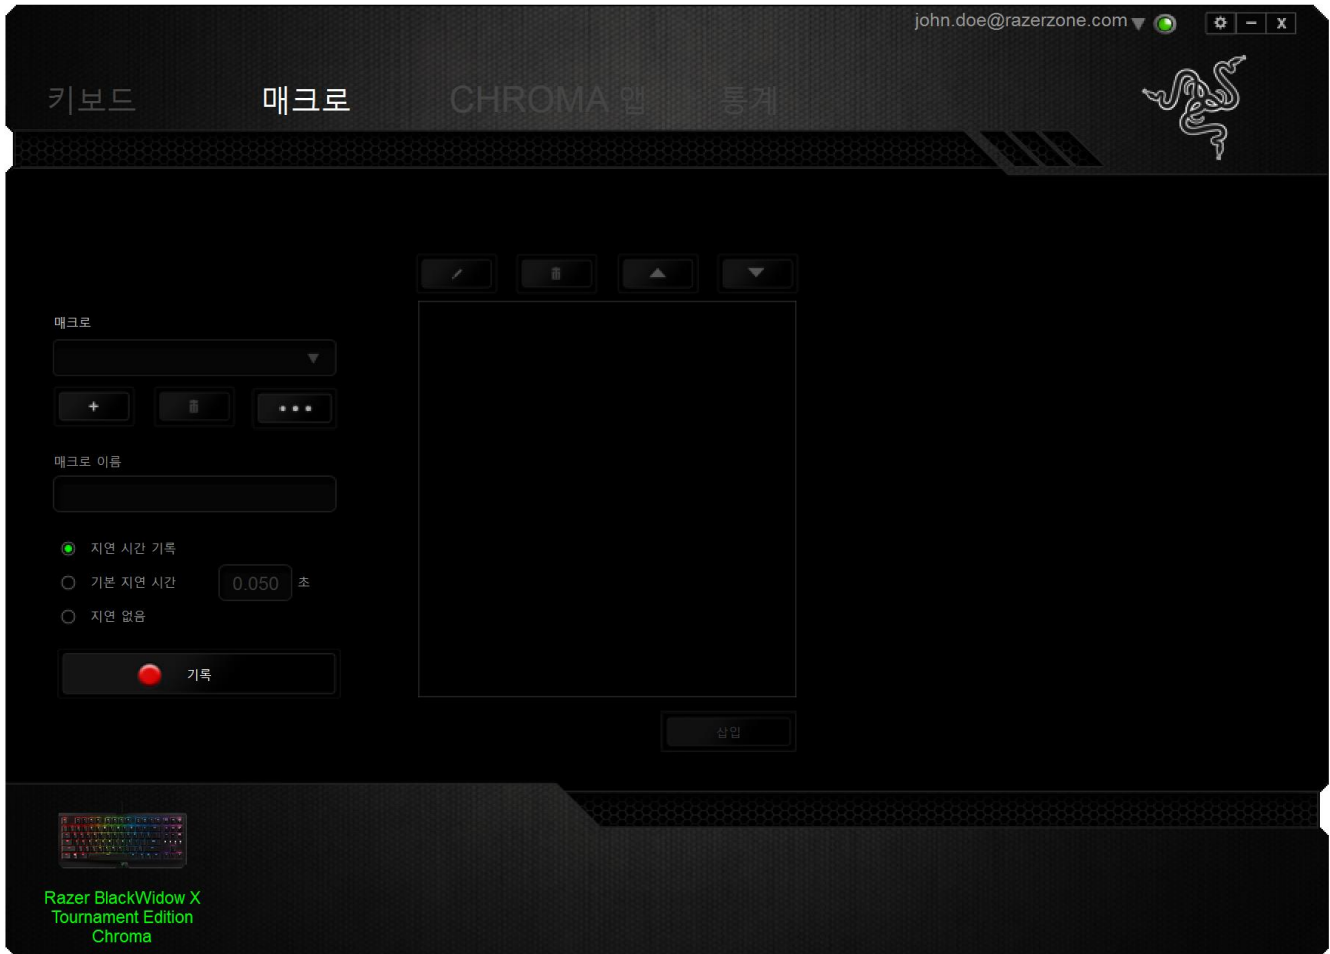 john.doe@razerzone.com
X
키보드
매크로
CHROMA 앱
통계
매크로
매크로 이름
지연 시간 기록
기본 지연 시간 0.050 초
지연 없음
기록
삽입
Razer BlackWidow X
Tournament Edition
Chroma